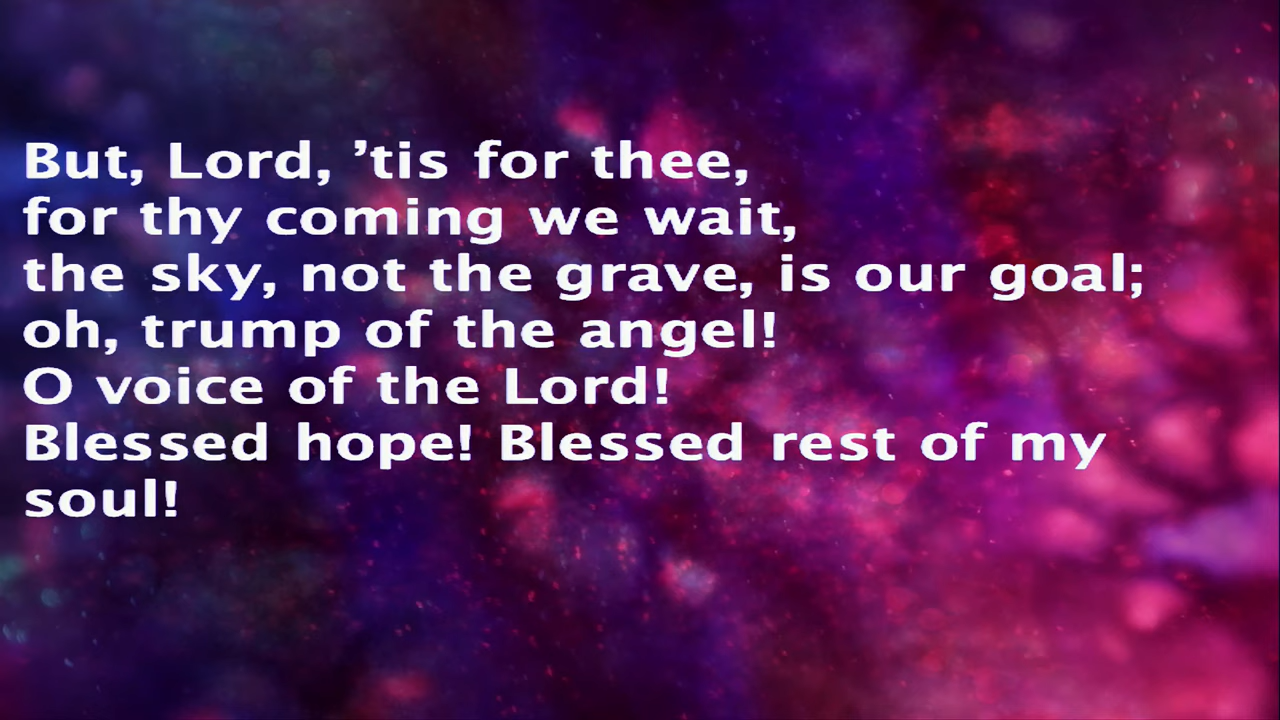 But, Lord, ’tis for thee,
for thy coming we wait,
the sky, not the grave, is our goal;
oh, trump of the angel!
O voice of the Lord!
Blessed hope! Blessed rest of my
soul!